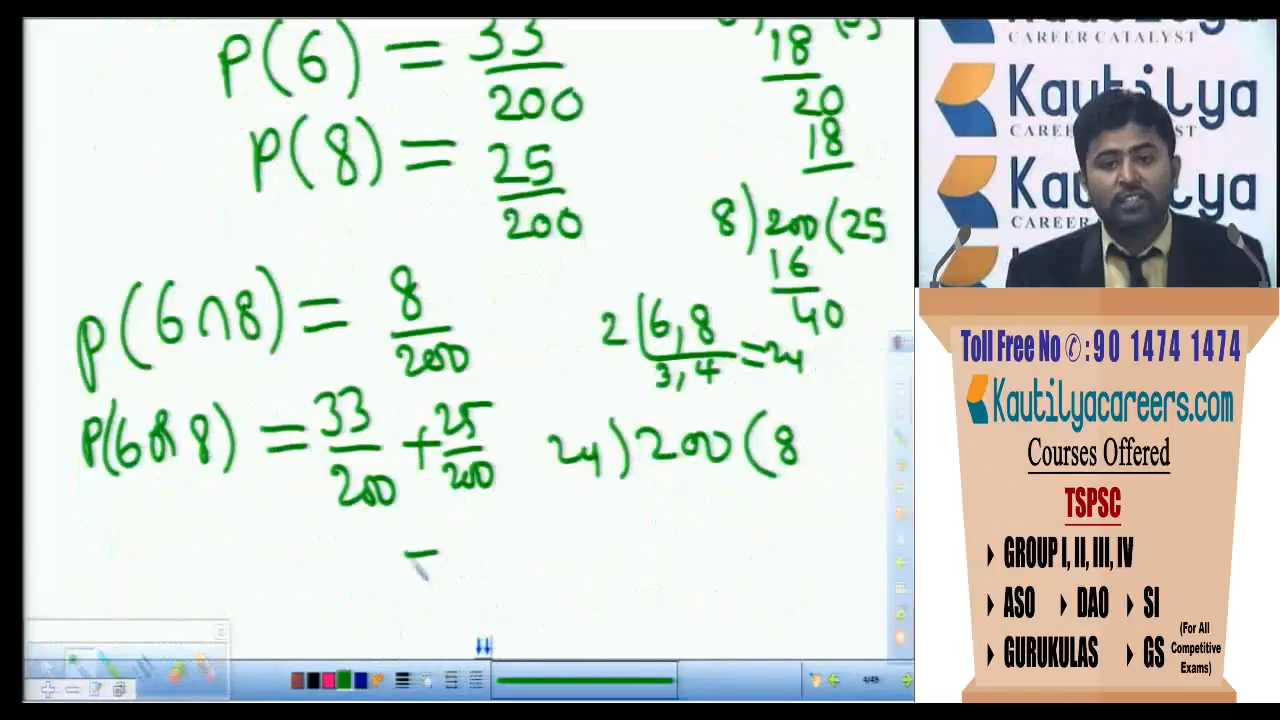 P(6) = 33/200
P(8) = 25/200
P(6∩8) = 8/200
P(6 or 8) = 33/200 + 25/200
18
20
18
8)200(25
16
40
2(6, 8
3, 4 = 24
24)200(8
4/49
CAREER CATALYST
Kautilya
CAREER CATALYST
Kautilya
CAREER
Toll Free No ✆: 90 1474 1474
Kautilyacareers.com
Courses Offered
TSPSC
GROUP I, II, III, IV
ASO DAO SI
GURUKULAS GS
(For All Competitive Exams)